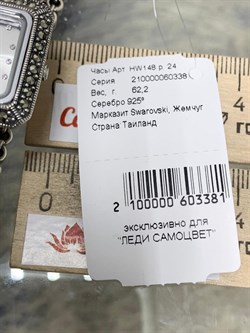 Часы Арт. HW148 р. 24
Серия 210000060338
Вес, г. 62,2
Серебро 925°
Марказит Swarovski, Жемчуг
Страна Таиланд
2 100000 603381
эксклюзивно для
"ЛЕДИ САМОЦВЕТ"